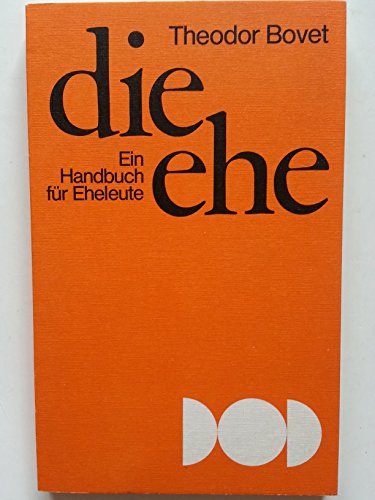 Theodor Bovet
die
Ein
Handbuch
für Eheleute
ehe